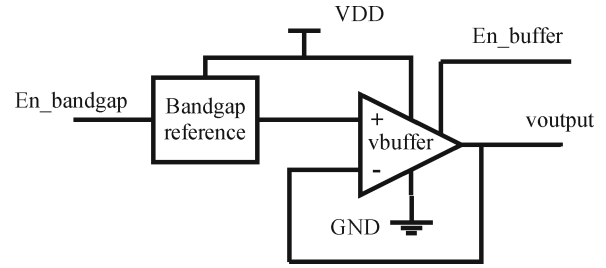 VDD
En_buffer
En_bandgap
Bandgap
reference
+
vbuffer
-
voutput
GND